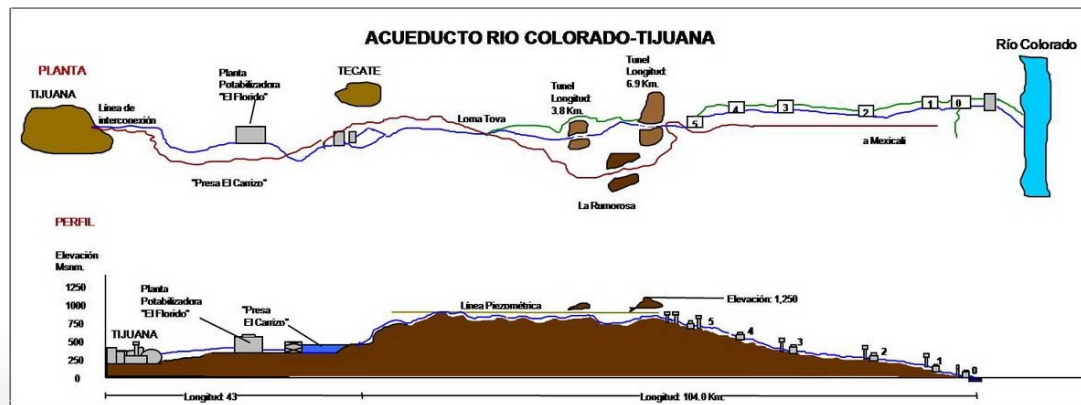 ACUEDUCTO RIO COLORADO-TIJUANA
Río Colorado
PLANTA
TIJUANA
Línea de
interconexión
Planta
Potabilizadora
"El Florido"
TECATE
Loma Tova
Tunel
Longitud:
3.8 Km.
Tunel
Longitud:
6.9 Km.
5
4
3
2
1
0
a Mexicali
"Presa El Carrizo"
La Rumorosa
PERFIL
Elevación
Msnm.
1250
1000
750
500
250
0
TIJUANA
Planta
Potabilizadora
"El Florido"
"Presa
El Carrizo"
Línea Piezométrica
Elevación: 1,250
5
4
3
2
1
0
Longitud: 43
Longitud: 104.0 Km.